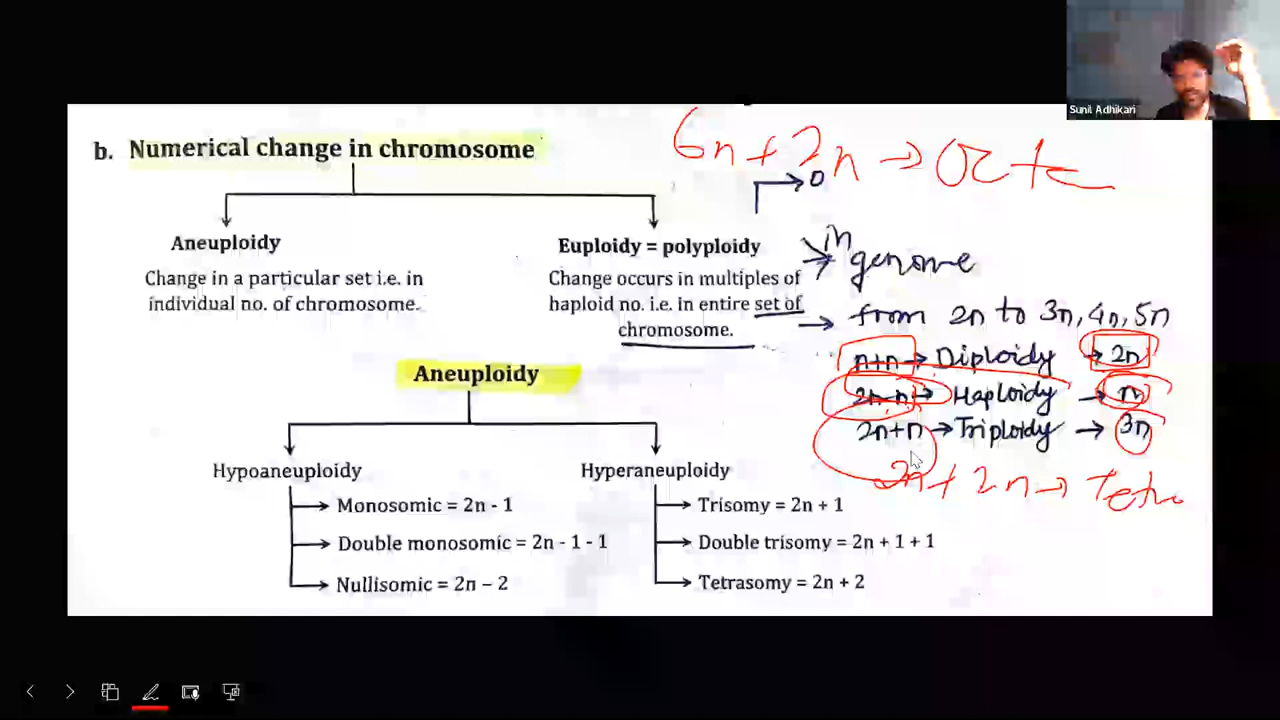 Sunil Adhikari
b. Numerical change in chromosome
6n + 2n → Octa
Aneuploidy
Change in a particular set i.e. in
individual no. of chromosome.
Euploidy = polyploidy
Change occurs in multiples of
haploid no. i.e. in entire set of
chromosome.
in
→ genome
→ from 2n to 3n, 4n, 5n
n+n → Diploidy → 2n
2n-n → Haploidy → n
2n+n → Triploidy → 3n
2n + 2n → Tetra
Aneuploidy
Hypoaneuploidy
Monosomic = 2n - 1
Double monosomic = 2n - 1 - 1
Nullisomic = 2n – 2
Hyperaneuploidy
Trisomy = 2n + 1
Double trisomy = 2n + 1 + 1
Tetrasomy = 2n + 2